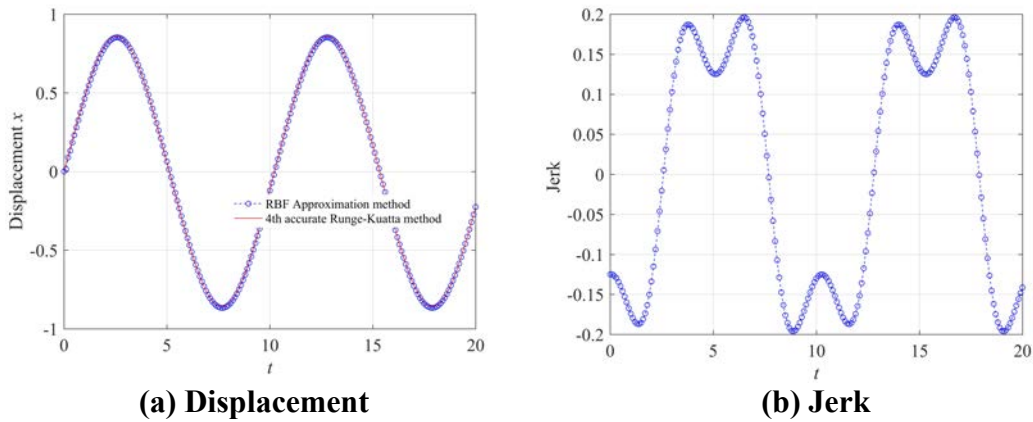 1
0.5
0
-0.5
-1
Displacement x
RBF Approximation method
4th accurate Runge-Kuatta method
0 5 10 15 20
t
(a) Displacement
0.2
0.15
0.1
0.05
0
-0.05
-0.1
-0.15
-0.2
Jerk
0 5 10 15 20
t
(b) Jerk